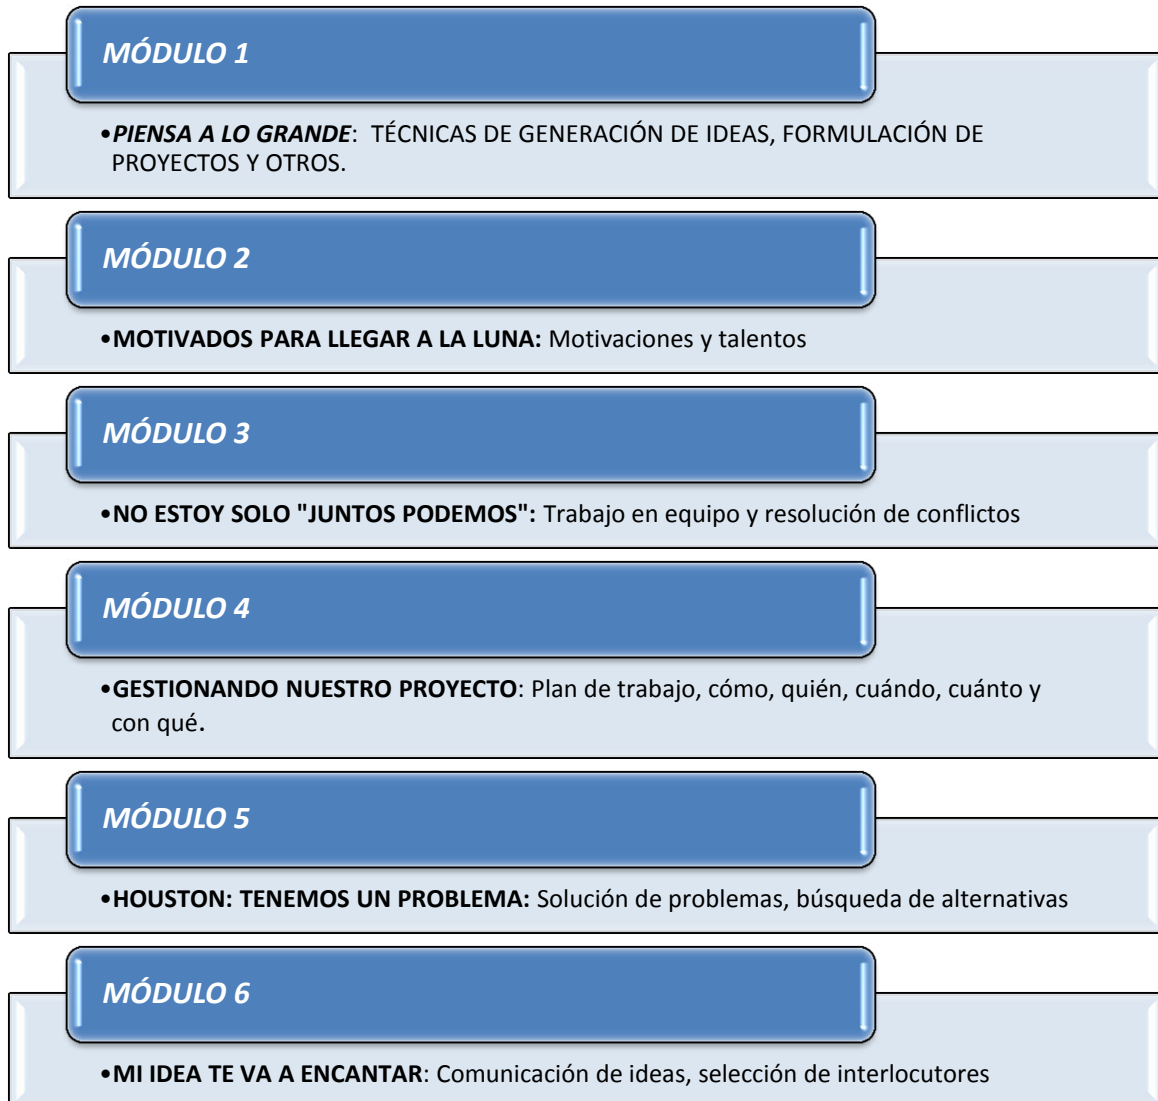 MÓDULO 1
•PIENSA A LO GRANDE: TÉCNICAS DE GENERACIÓN DE IDEAS, FORMULACIÓN DE
PROYECTOS Y OTROS.
MÓDULO 2
•MOTIVADOS PARA LLEGAR A LA LUNA: Motivaciones y talentos
MÓDULO 3
•NO ESTOY SOLO "JUNTOS PODEMOS": Trabajo en equipo y resolución de conflictos
MÓDULO 4
•GESTIONANDO NUESTRO PROYECTO: Plan de trabajo, cómo, quién, cuándo, cuánto y
con qué.
MÓDULO 5
•HOUSTON: TENEMOS UN PROBLEMA: Solución de problemas, búsqueda de alternativas
MÓDULO 6
•MI IDEA TE VA A ENCANTAR: Comunicación de ideas, selección de interlocutores